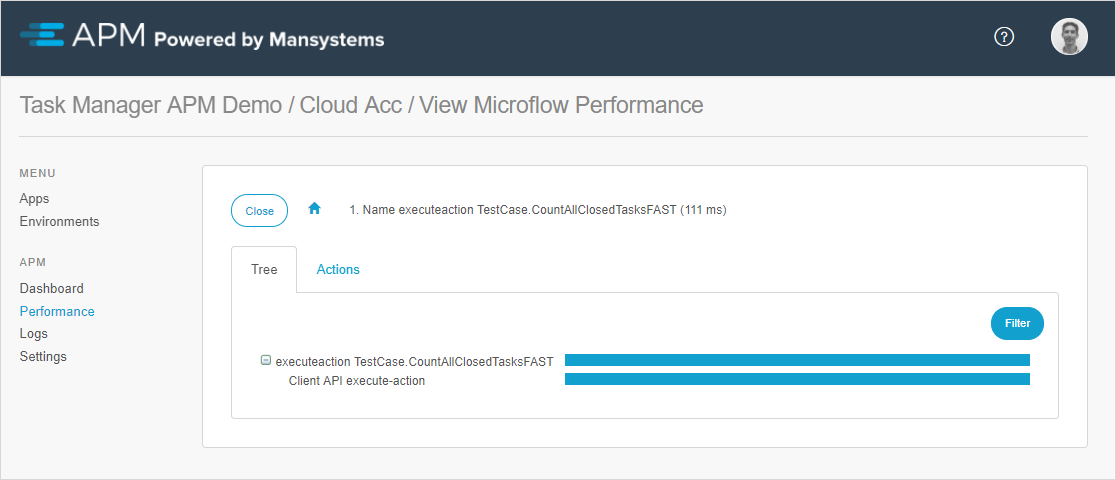 APM Powered by Mansystems
?
Task Manager APM Demo / Cloud Acc / View Microflow Performance
MENU
Apps
Environments
APM
Dashboard
Performance
Logs
Settings
Close
1. Name executeaction TestCase.CountAllClosedTasksFAST (111 ms)
Tree
Actions
Filter
executeaction TestCase.CountAllClosedTasksFAST
Client API execute-action